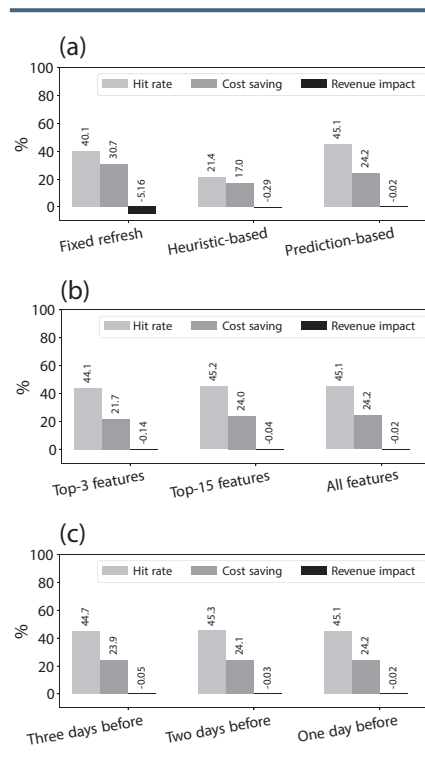 (a)
100
80
60
40
20
0
%
Hit rate Cost saving Revenue impact
40.1 30.7 -5.16 21.4 17.0 -0.29 45.1 24.2 -0.02
Fixed refresh Heuristic-based Prediction-based
(b)
100
80
60
40
20
0
%
Hit rate Cost saving Revenue impact
44.1 21.7 -0.14 45.2 24.0 -0.04 45.1 24.2 -0.02
Top-3 features Top-15 features All features
(c)
100
80
60
40
20
0
%
Hit rate Cost saving Revenue impact
44.7 23.9 -0.05 45.3 24.1 -0.03 45.1 24.2 -0.02
Three days before Two days before One day before